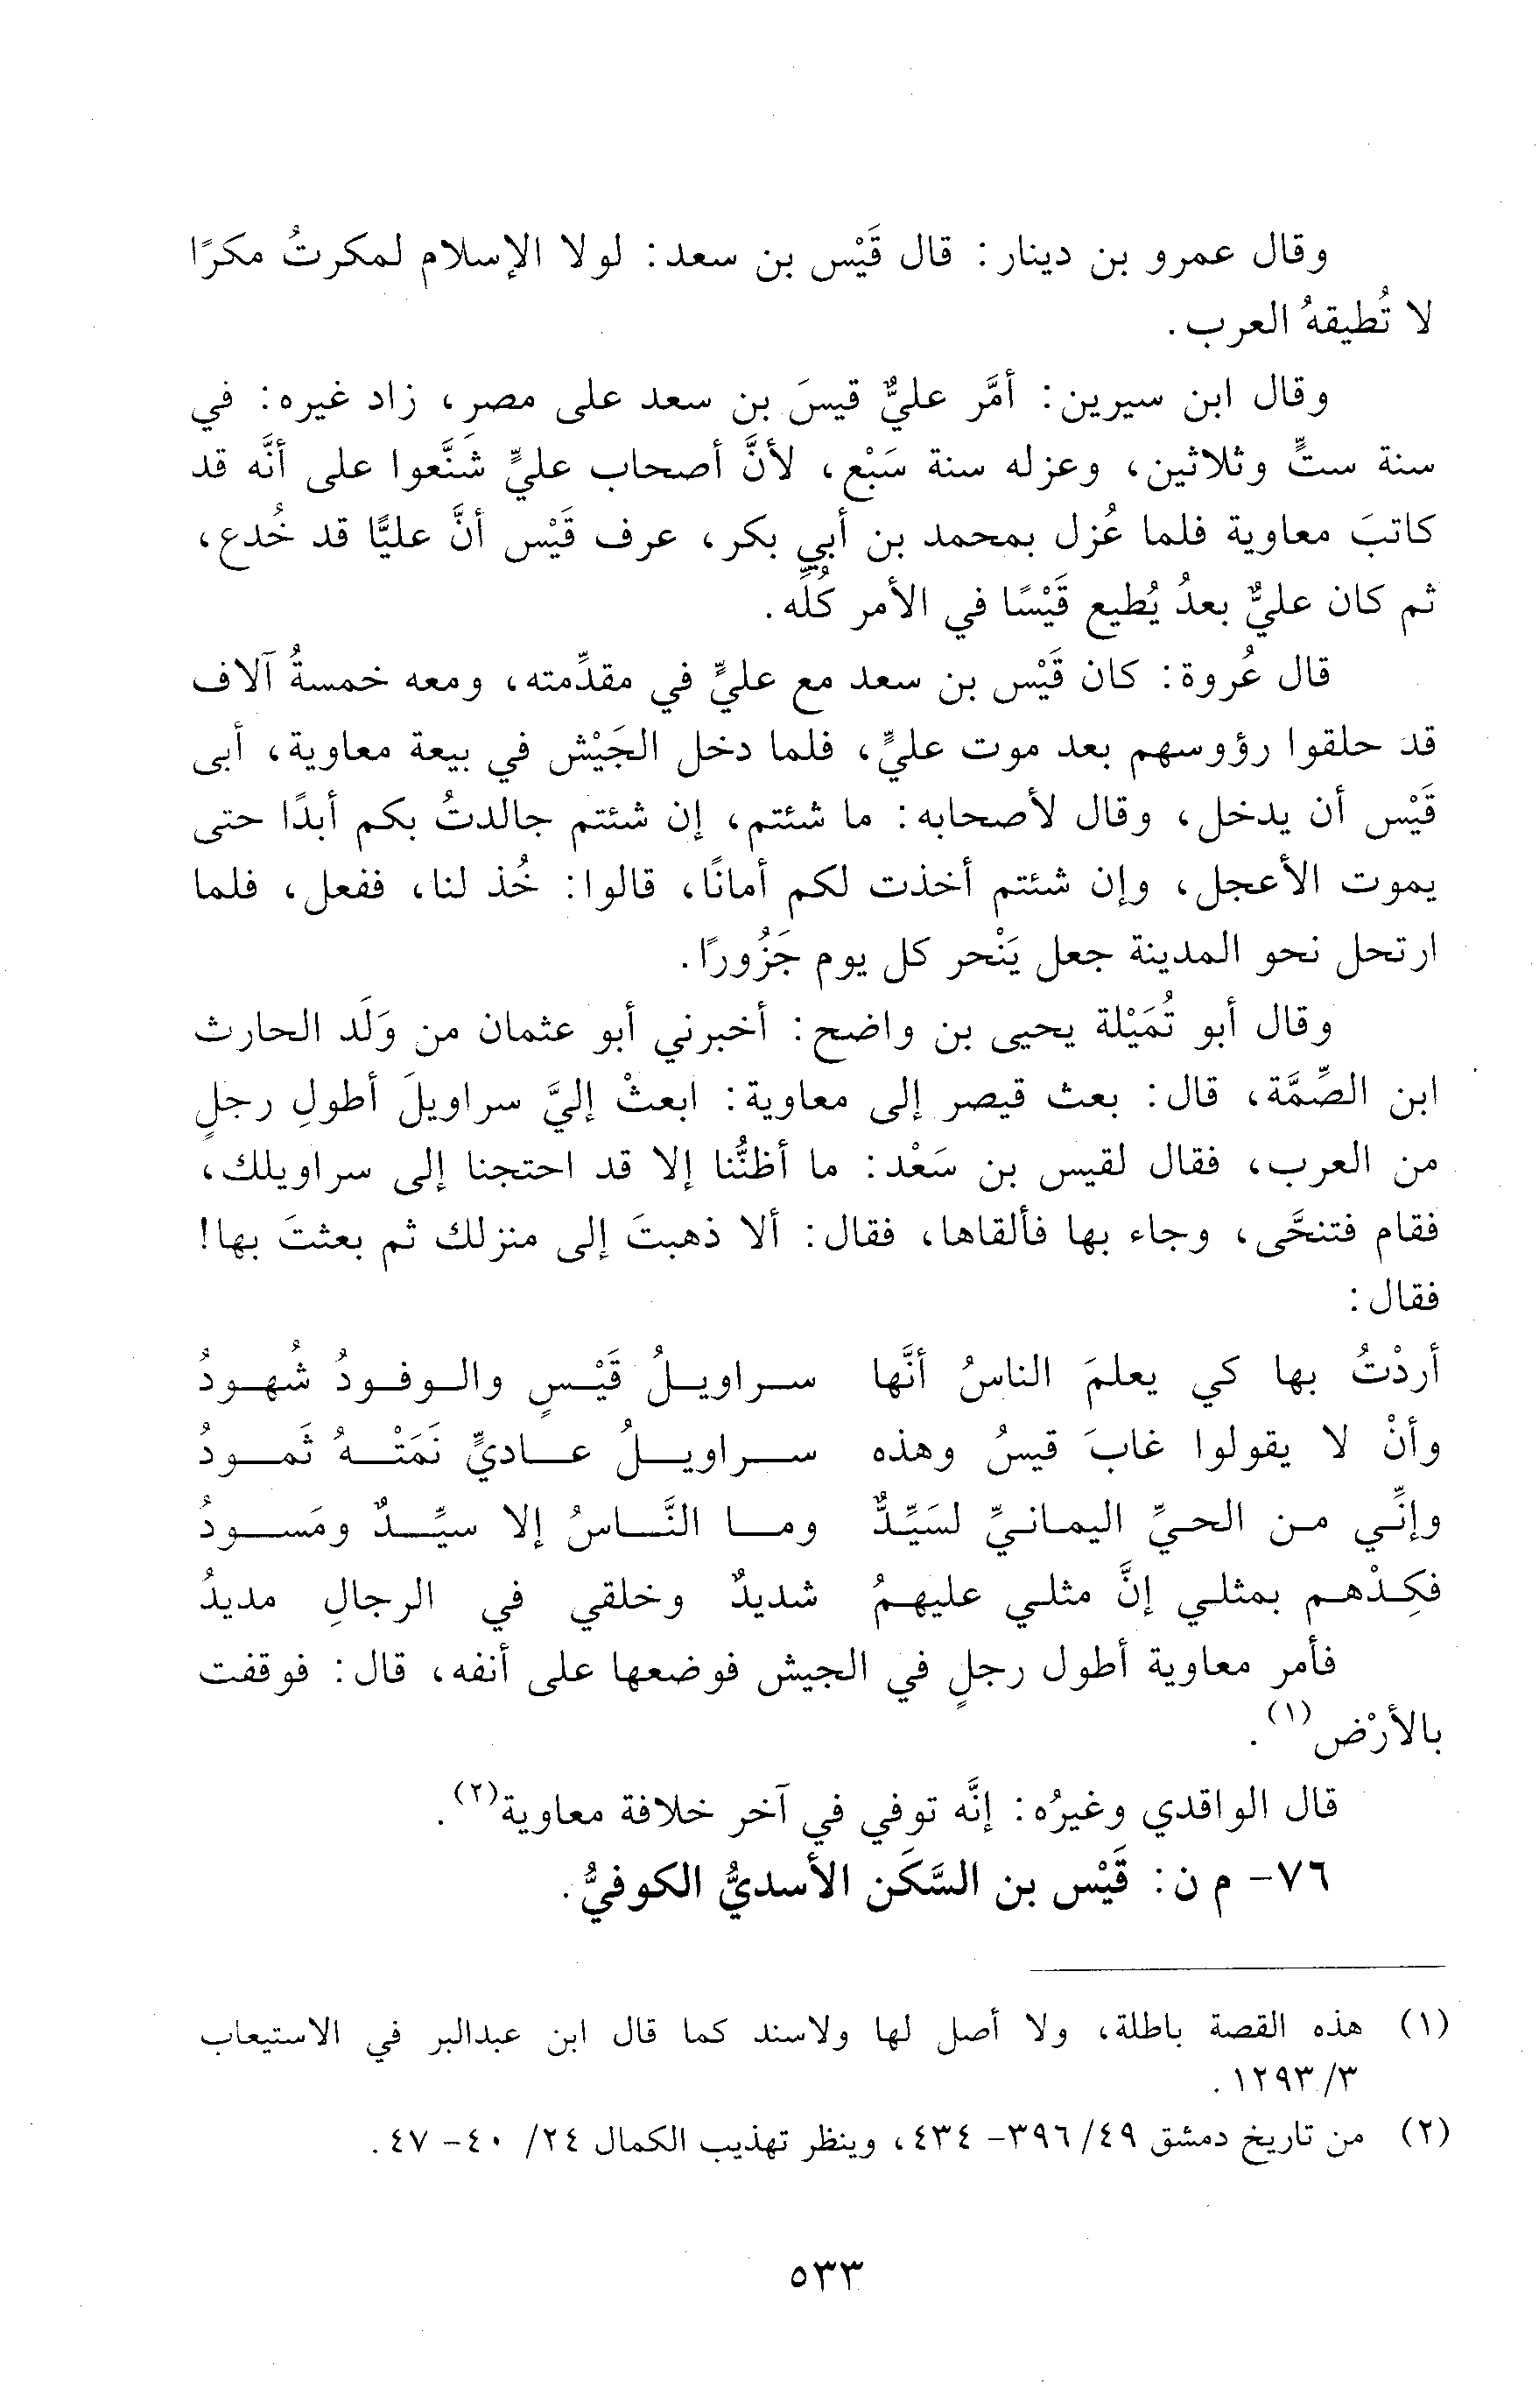 وقال عمرو بن دينار: قال قَيْس بن سعد: لولا الإسلام لمكرتُ مكرًا
لا تُطيقهُ العرب.
وقال ابن سيرين: أمَّر عليٌّ قيسَ بن سعد على مصر، زاد غيره: في
سنة ستٍّ وثلاثين، وعزله سنة سَبْع، لأنَّ أصحاب عليٍّ شَنَّعوا على أنَّه قد
كاتبَ معاوية فلما عُزل بمحمد بن أبي بكر، عرف قَيْس أنَّ عليًّا قد خُدع،
ثم كان عليٌّ بعدُ يُطيع قَيْسًا في الأمر كُلِّه.
قال عُروة: كان قَيْس بن سعد مع عليٍّ في مقدِّمته، ومعه خمسةُ آلاف
قد حلقوا رؤوسهم بعد موت عليٍّ، فلما دخل الجَيْش في بيعة معاوية، أبى
قَيْس أن يدخل، وقال لأصحابه: ما شئتم، إن شئتم جالدتُ بكم أبدًا حتى
يموت الأعجل، وإن شئتم أخذت لكم أمانًا، قالوا: خُذ لنا، ففعل، فلما
ارتحل نحو المدينة جعل يَنْحر كل يوم جَزُورًا.
وقال أبو تُمَيْلة يحيى بن واضح: أخبرني أبو عثمان من وَلَد الحارث
ابن الصِّمَّة، قال: بعث قيصر إلى معاوية: ابعثْ إليَّ سراويلَ أطولِ رجلٍ
من العرب، فقال لقيس بن سَعْد: ما أظنُّنا إلا قد احتجنا إلى سراويلك،
فقام فتنحَّى، وجاء بها فألقاها، فقال: ألا ذهبتَ إلى منزلك ثم بعثتَ بها!
فقال:
أردْتُ بها كي يعلمَ الناسُ أنَّها سراويلُ قَيْسٍ والوفودُ شُهودُ
وأنْ لا يقولوا غابَ قيسُ وهذه سراويلُ عاديٍّ نَمَتْهُ ثَمودُ
وإنِّي من الحيِّ اليمانيِّ لسَيِّدٌ وما النَّاسُ إلا سيِّدٌ ومَسودُ
فكِدْهم بمثلي إنَّ مثلي عليهمُ شديدٌ وخلقي في الرجالِ مديدُ
فأمر معاوية أطول رجلٍ في الجيش فوضعها على أنفه، قال: فوقفت
بالأرْض(١).
قال الواقدي وغيرُه: إنَّه توفي في آخر خلافة معاوية(٢).
٧٦- م ن: قَيْس بن السَّكَن الأسديُّ الكوفيُّ.
(١) هذه القصة باطلة، ولا أصل لها ولاسند كما قال ابن عبدالبر في الاستيعاب
٣/ ١٢٩٣.
(٢) من تاريخ دمشق ٤٩/ ٣٩٦- ٤٣٤، وينظر تهذيب الكمال ٢٤/ ٤٠- ٤٧.
٥٣٣